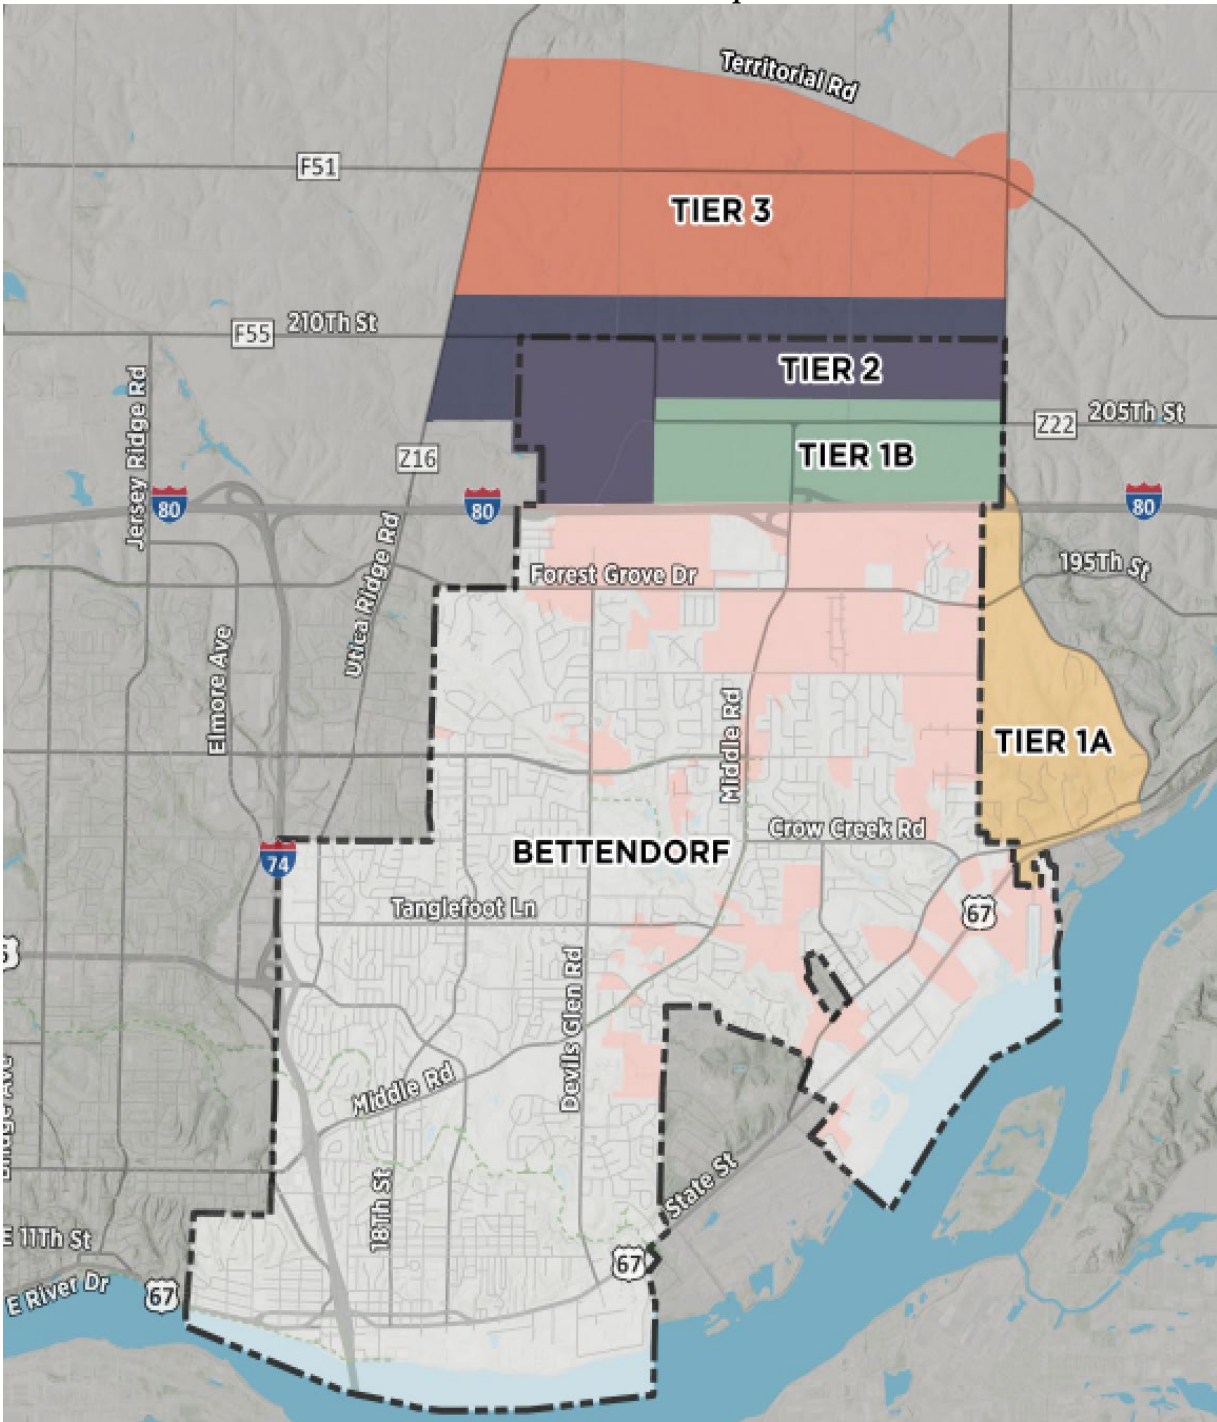 Territorial Rd
F51
TIER 3
F55
210Th St
TIER 2
Z22
205Th St
Z16
TIER 1B
Jersey Ridge Rd
80
80
80
Utica Ridge Rd
Forest Grove Dr
195Th St
Elmore Ave
Middle Rd
TIER 1A
Crow Creek Rd
BETTENDORF
74
Tanglefoot Ln
67
Devils Glen Rd
Middle Rd
18Th St
State St
E 11Th St
67
E River Dr
67